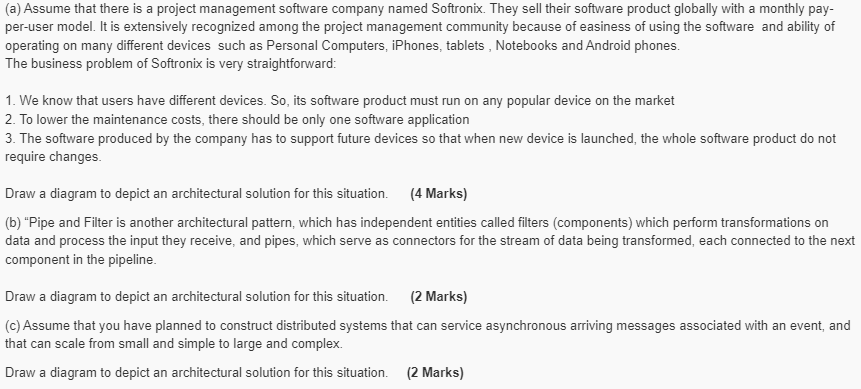 (a) Assume that there is a project management software company named Softronix. They sell their software product globally with a monthly pay-
per-user model. It is extensively recognized among the project management community because of easiness of using the software and ability of
operating on many different devices such as Personal Computers, iPhones, tablets , Notebooks and Android phones.
The business problem of Softronix is very straightforward:
1. We know that users have different devices. So, its software product must run on any popular device on the market
2. To lower the maintenance costs, there should be only one software application
3. The software produced by the company has to support future devices so that when new device is launched, the whole software product do not
require changes.
Draw a diagram to depict an architectural solution for this situation. (4 Marks)
(b) “Pipe and Filter is another architectural pattern, which has independent entities called filters (components) which perform transformations on
data and process the input they receive, and pipes, which serve as connectors for the stream of data being transformed, each connected to the next
component in the pipeline.
Draw a diagram to depict an architectural solution for this situation. (2 Marks)
(c) Assume that you have planned to construct distributed systems that can service asynchronous arriving messages associated with an event, and
that can scale from small and simple to large and complex.
Draw a diagram to depict an architectural solution for this situation. (2 Marks)